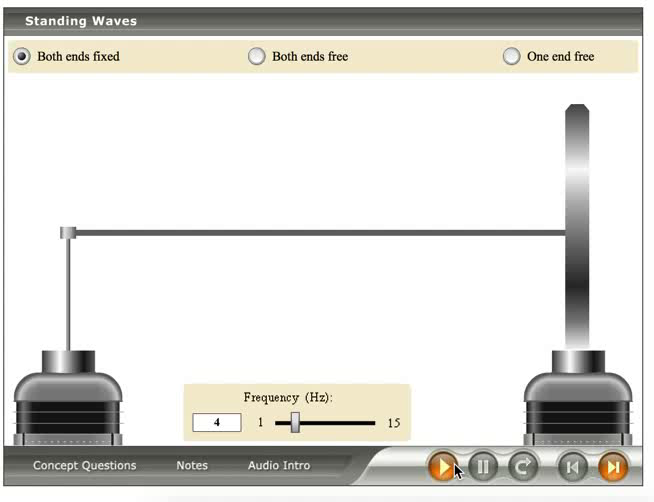 Standing Waves
Both ends fixed Both ends free One end free
Frequency (Hz):
4 1 15
Concept Questions Notes Audio Intro